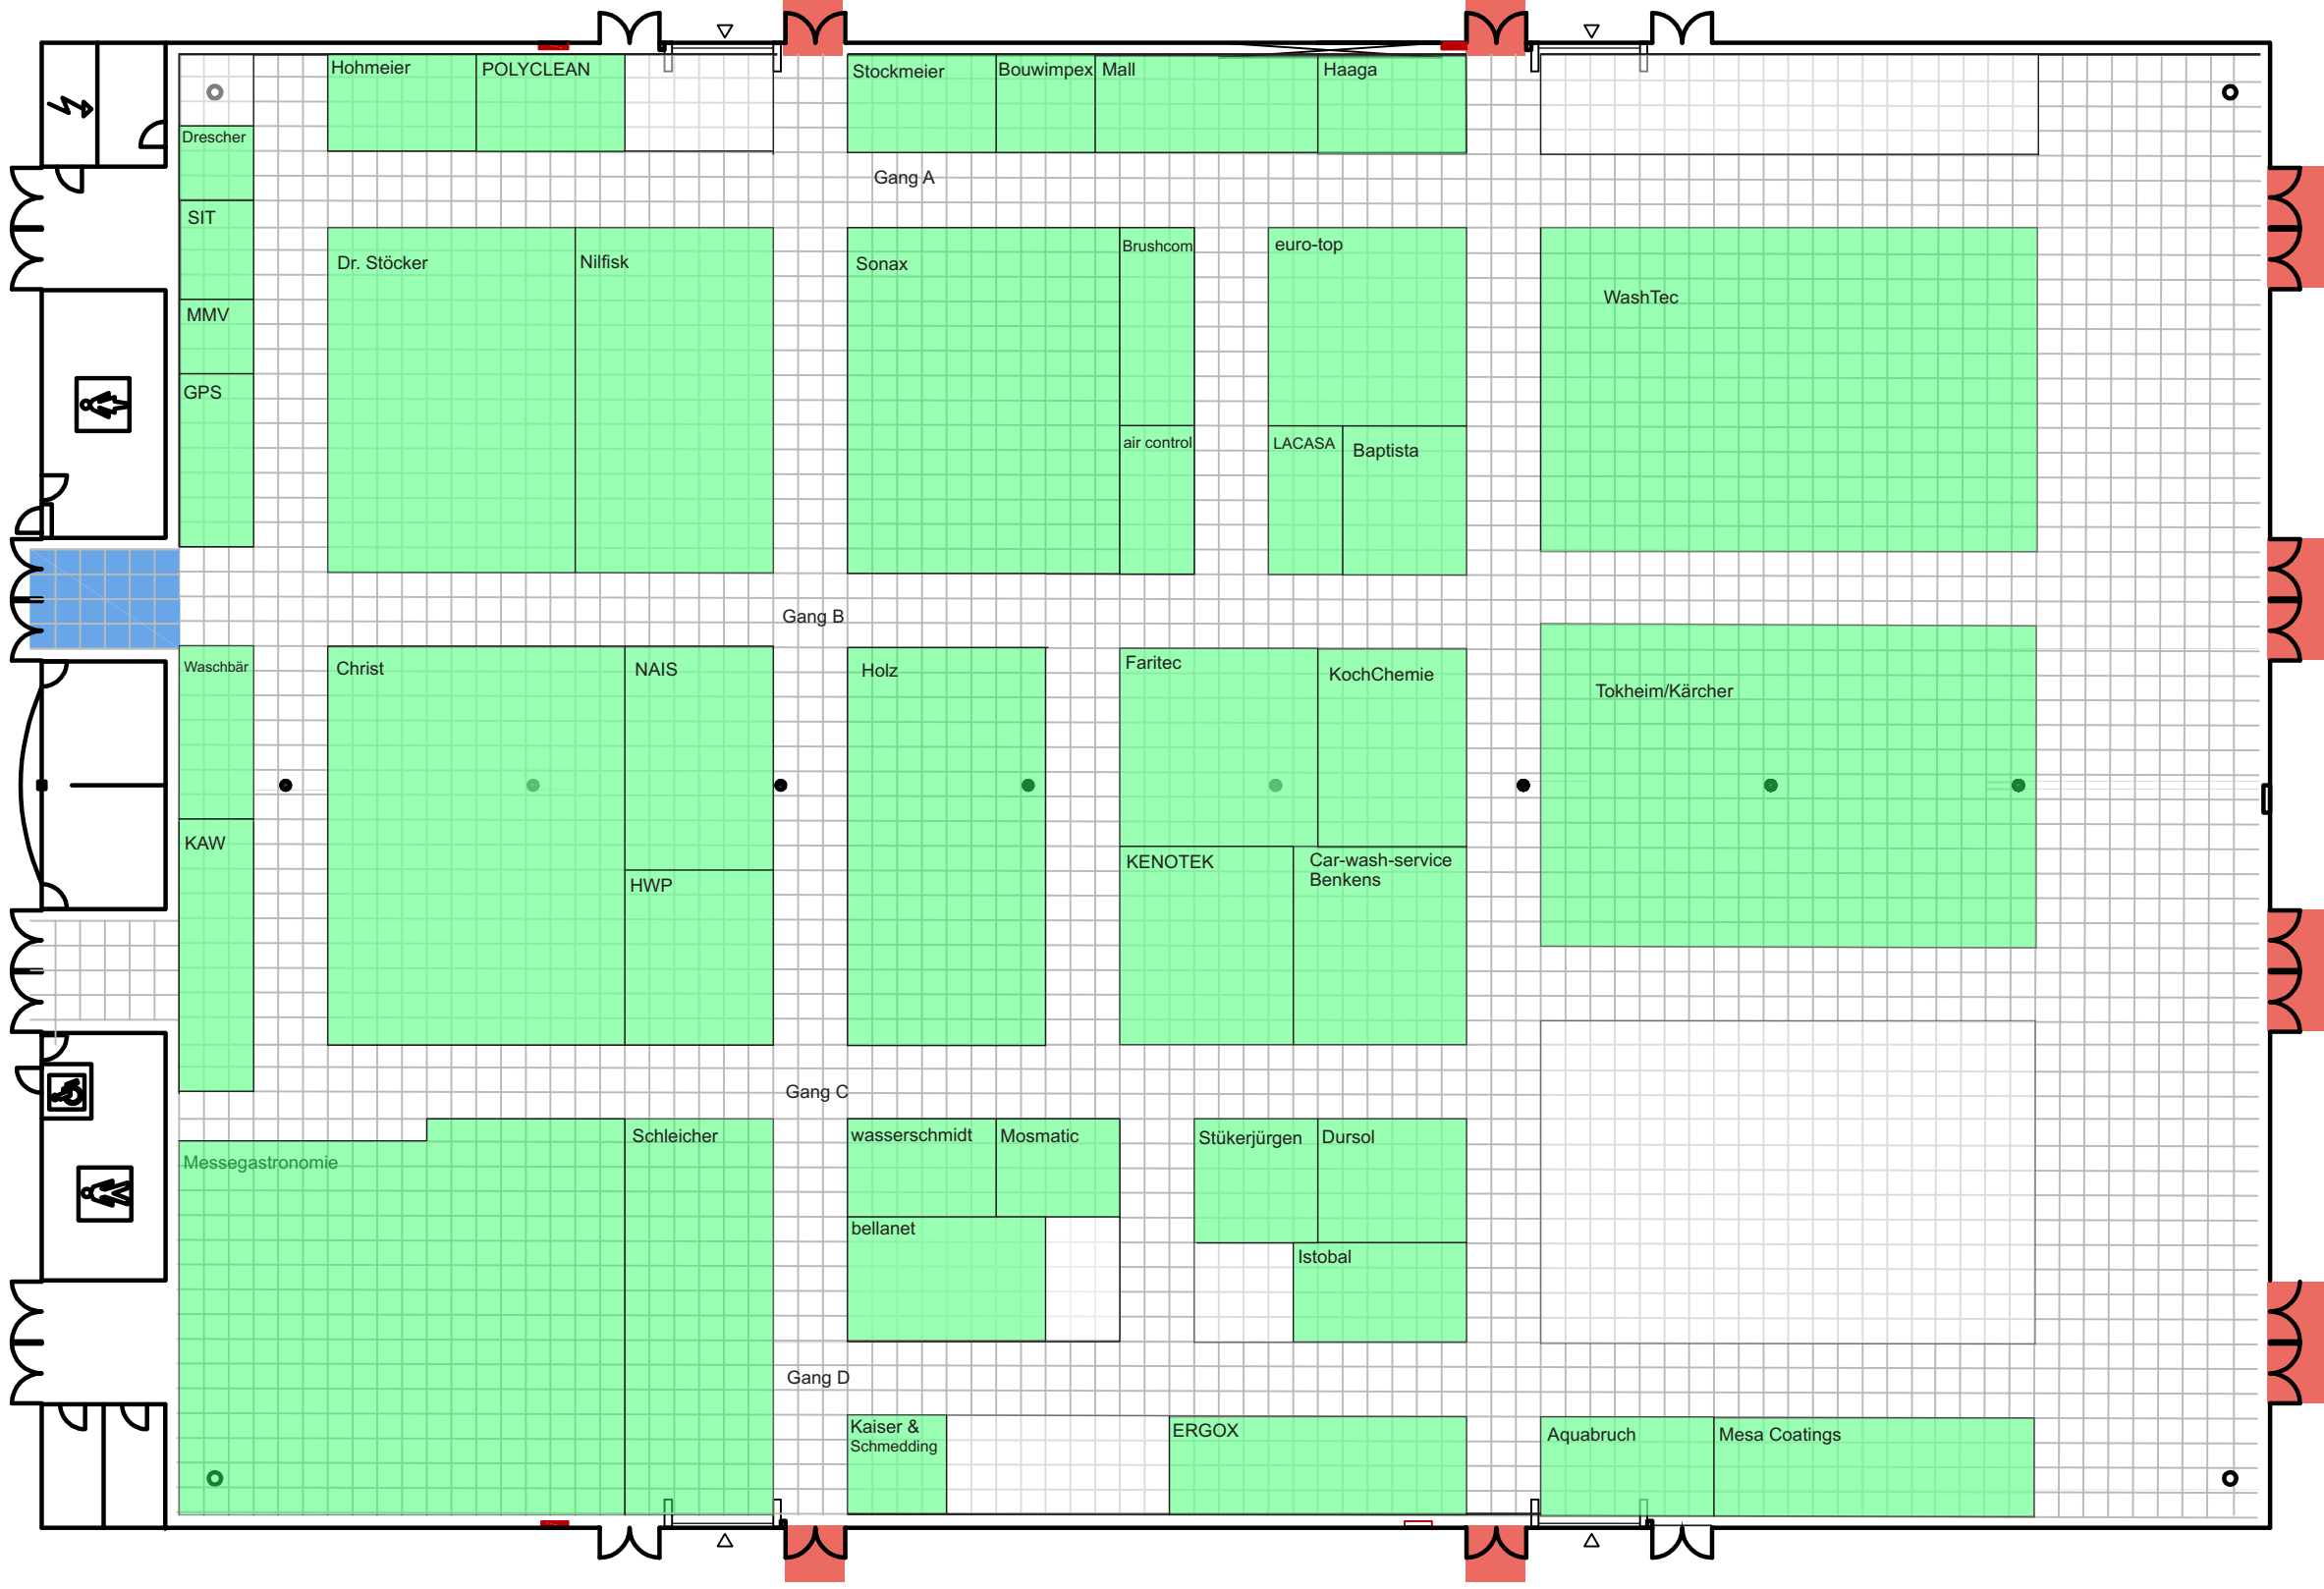 Hohmeier
POLYCLEAN
Stockmeier
Bouwimpex
Mall
Haaga
Drescher
Gang A
SIT
Dr. Stöcker
Nilfisk
Sonax
Brushcom
euro-top
WashTec
MMV
GPS
air control
LACASA
Baptista
Gang B
Waschbär
Christ
NAIS
Holz
Faritec
KochChemie
Tokheim/Kärcher
KAW
HWP
KENOTEK
Car-wash-service
Benkens
Gang C
Messegastronomie
Schleicher
wasserschmidt
Mosmatic
Stükerjürgen
Dursol
bellanet
Istobal
Gang D
Kaiser &
Schmedding
ERGOX
Aquabruch
Mesa Coatings